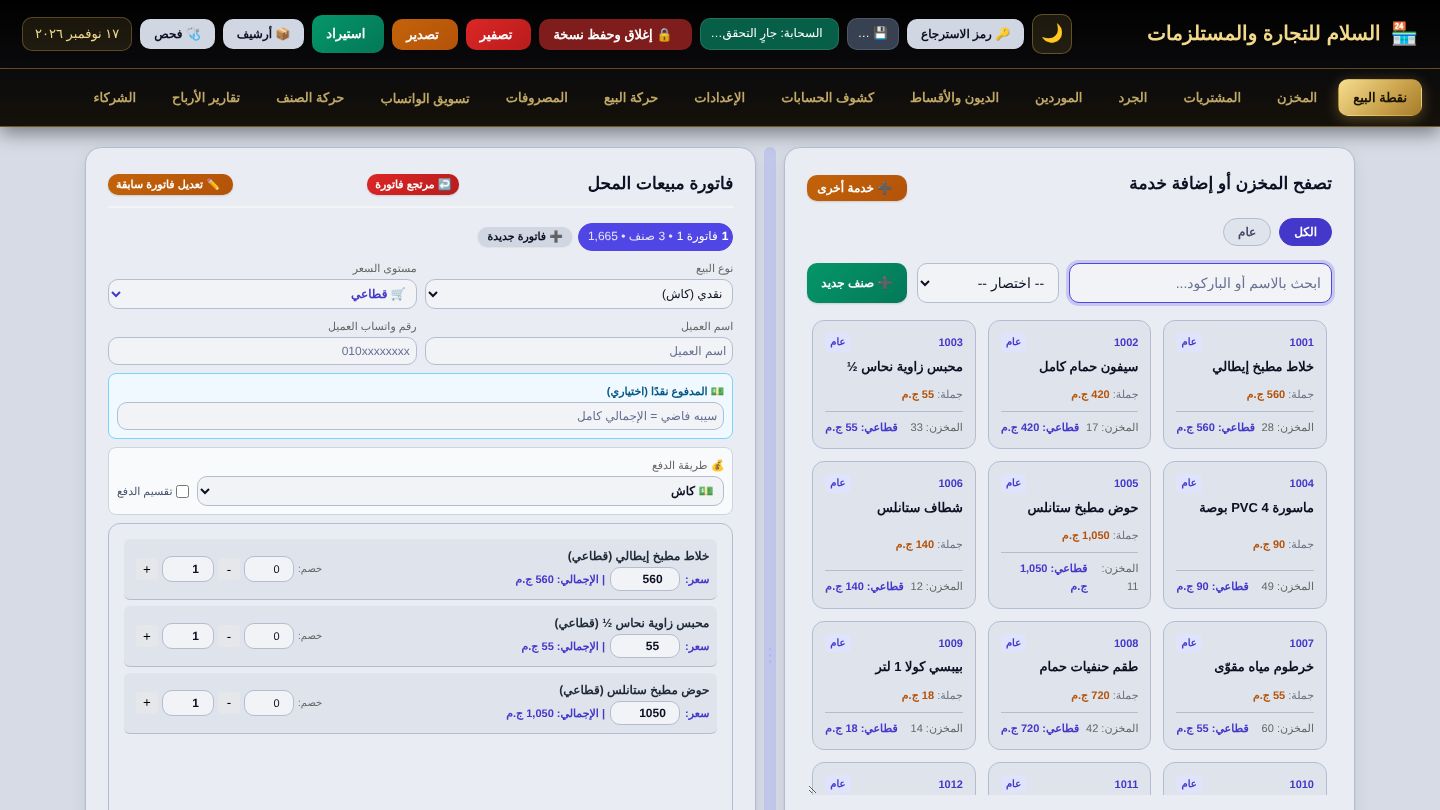 🏪 السلام للتجارة والمستلزمات
🌙
🔑 رمز الاسترجاع
💾 ...
السحابة: جارٍ التحقق...
🔒 إغلاق وحفظ نسخة
تصفير
تصدير
استيراد
📦 أرشيف
🩺 فحص
١٧ نوفمبر ٢٠٢٦
نقطة البيع
المخزن
المشتريات
الجرد
الموردين
الديون والأقساط
كشوف الحسابات
الإعدادات
حركة البيع
المصروفات
تسويق الواتساب
حركة الصنف
تقارير الأرباح
الشركاء
تصفح المخزن أو إضافة خدمة
➕ خدمة أخرى
الكل
عام
ابحث بالاسم أو الباركود...
-- اختصار --
➕ صنف جديد
1001 عام
خلاط مطبخ إيطالي
جملة: 560 ج.م
المخزن: 28 قطاعي: 560 ج.م
1002 عام
سيفون حمام كامل
جملة: 420 ج.م
المخزن: 17 قطاعي: 420 ج.م
1003 عام
محبس زاوية نحاس ½
جملة: 55 ج.م
المخزن: 33 قطاعي: 55 ج.م
1004 عام
ماسورة PVC 4 بوصة
جملة: 90 ج.م
المخزن: 49 قطاعي: 90 ج.م
1005 عام
حوض مطبخ ستانلس
جملة: 1,050 ج.م
المخزن: 11 قطاعي: 1,050 ج.م
1006 عام
شطاف ستانلس
جملة: 140 ج.م
المخزن: 12 قطاعي: 140 ج.م
1007 عام
خرطوم مياه مقوّى
جملة: 55 ج.م
المخزن: 60 قطاعي: 55 ج.م
1008 عام
طقم حنفيات حمام
جملة: 720 ج.م
المخزن: 42 قطاعي: 720 ج.م
1009 عام
بيبسي كولا 1 لتر
جملة: 18 ج.م
المخزن: 14 قطاعي: 18 ج.م
1010 عام
1011 عام
1012 عام
فاتورة مبيعات المحل
↩️ مرتجع فاتورة
✏️ تعديل فاتورة سابقة
1 فاتورة 1 • 3 صنف • 1,665
➕ فاتورة جديدة
نوع البيع
نقدي (كاش)
مستوى السعر
🛒 قطاعي
اسم العميل
اسم العميل
رقم واتساب العميل
010xxxxxxxx
💵 المدفوع نقدًا (اختياري)
سيبه فاضي = الإجمالي كامل
💰 طريقة الدفع
💵 كاش
تقسيم الدفع
خلاط مطبخ إيطالي (قطاعي)
سعر: 560 | الإجمالي: 560 ج.م
خصم: 0 - 1 +
محبس زاوية نحاس ½ (قطاعي)
سعر: 55 | الإجمالي: 55 ج.م
خصم: 0 - 1 +
حوض مطبخ ستانلس (قطاعي)
سعر: 1050 | الإجمالي: 1,050 ج.م
خصم: 0 - 1 +